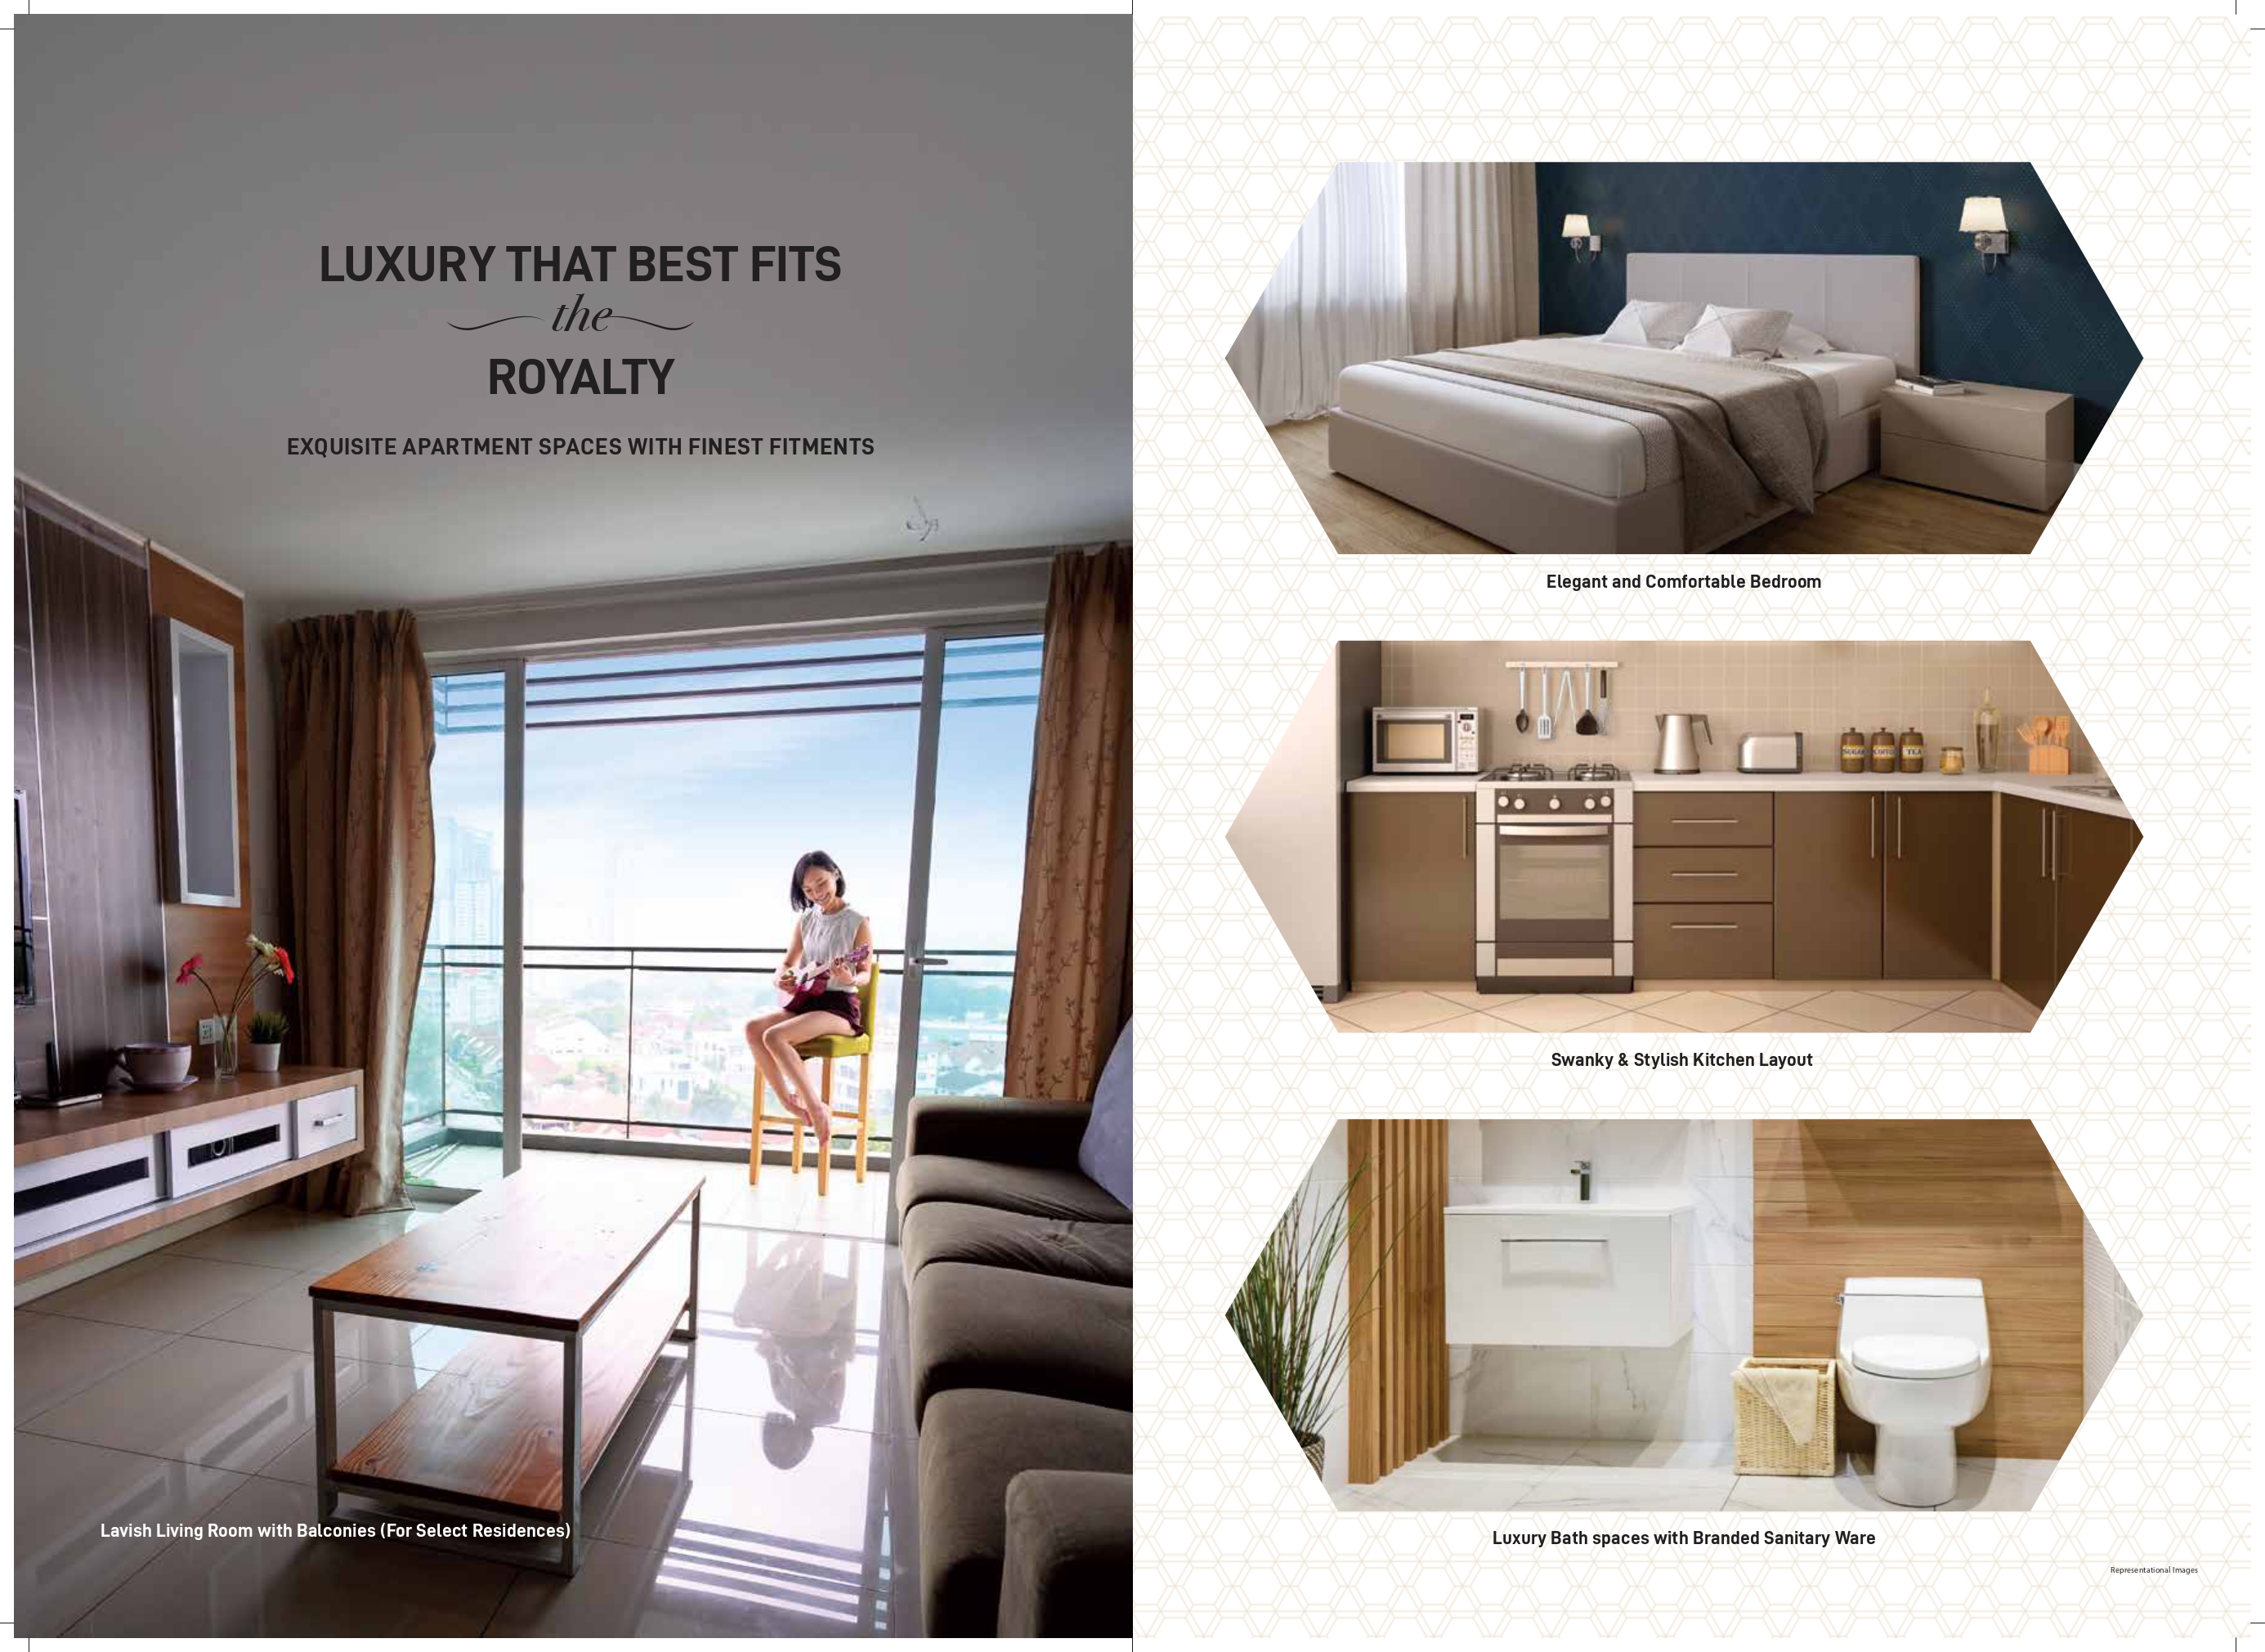 LUXURY THAT BEST FITS
the
ROYALTY
EXQUISITE APARTMENT SPACES WITH FINEST FITMENTS
Lavish Living Room with Balconies (For Select Residences)
Elegant and Comfortable Bedroom
SUGAR COFFEE TEA
Swanky & Stylish Kitchen Layout
Luxury Bath spaces with Branded Sanitary Ware
Representational Images